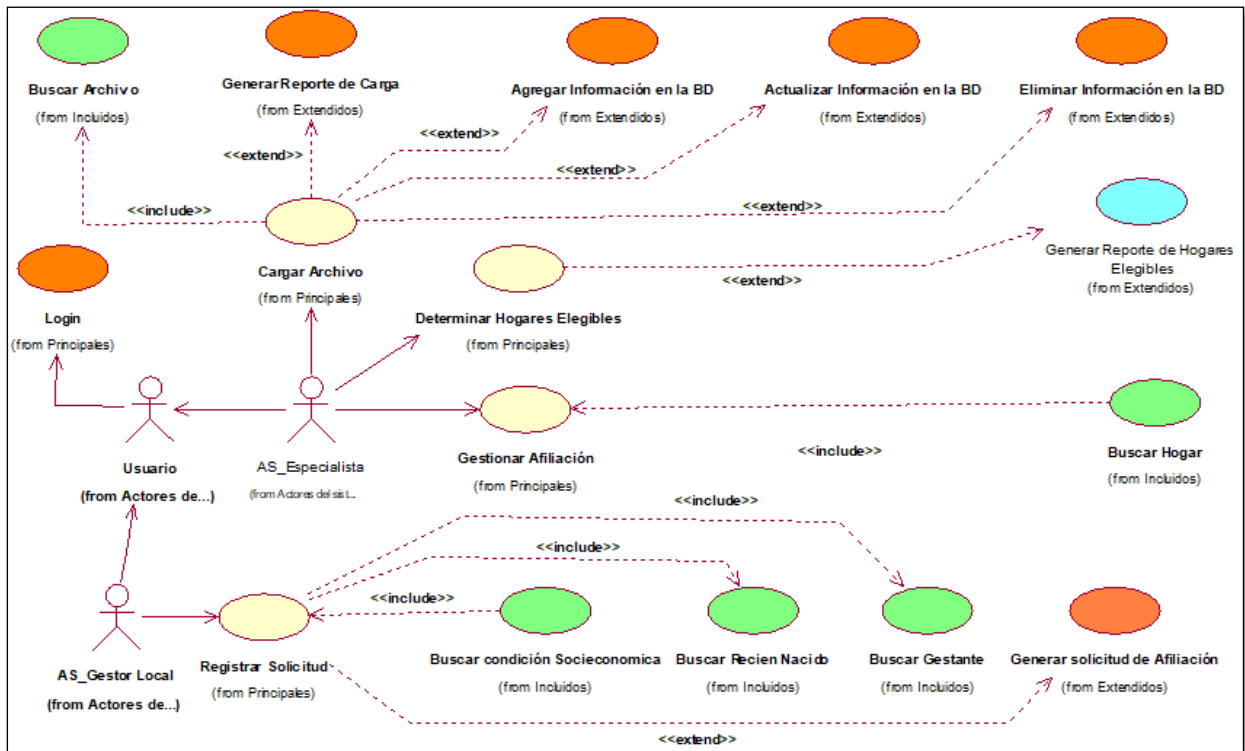 Buscar Archivo
(from Incluidos)
Generar Reporte de Carga
(from Extendidos)
Agregar Información en la BD
(from Extendidos)
Actualizar Información en la BD
(from Extendidos)
Eliminar Información en la BD
(from Extendidos)
<<extend>>
<<extend>>
<<extend>>
<<include>>
<<extend>>
<<extend>>
Cargar Archivo
(from Principales)
Generar Reporte de Hogares
Elegibles
(from Extendidos)
Login
(from Principales)
Determinar Hogares Elegibles
(from Principales)
Usuario
(from Actores de...)
AS_Especialista
(from Actores del sist...
Gestionar Afiliación
(from Principales)
<<include>>
Buscar Hogar
(from Incluidos)
<<include>>
<<include>>
<<include>>
AS_Gestor Local
(from Actores de...)
Registrar Solicitud
(from Principales)
Buscar condición Socieconomica
(from Incluidos)
Buscar Recien Nacido
(from Incluidos)
Buscar Gestante
(from Incluidos)
Generar solicitud de Afiliación
(from Extendidos)
<<extend>>